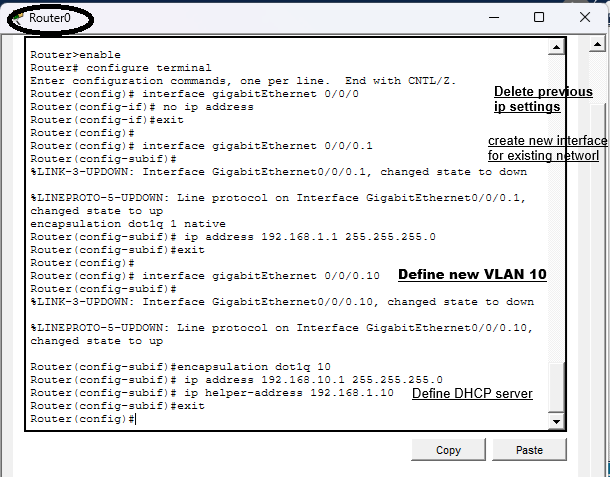 Router0
Router>enable
Router# configure terminal
Enter configuration commands, one per line.  End with CNTL/Z.
Router(config)# interface gigabitEthernet 0/0/0
Delete previous
ip settings
Router(config-if)# no ip address
Router(config-if)#exit
Router(config)#
Router(config)# interface gigabitEthernet 0/0/0.1
create new interface
for existing networl
Router(config-subif)#
%LINK-3-UPDOWN: Interface GigabitEthernet0/0/0.1, changed state to down
%LINEPROTO-5-UPDOWN: Line protocol on Interface GigabitEthernet0/0/0.1,
changed state to up
encapsulation dot1q 1 native
Router(config-subif)# ip address 192.168.1.1 255.255.255.0
Router(config-subif)#exit
Router(config)#
Router(config)# interface gigabitEthernet 0/0/0.10
Define new VLAN 10
Router(config-subif)#
%LINK-3-UPDOWN: Interface GigabitEthernet0/0/0.10, changed state to down
%LINEPROTO-5-UPDOWN: Line protocol on Interface GigabitEthernet0/0/0.10,
changed state to up
Router(config-subif)#encapsulation dot1q 10
Router(config-subif)# ip address 192.168.10.1 255.255.255.0
Router(config-subif)# ip helper-address 192.168.1.10
Define DHCP server
Router(config-subif)#exit
Router(config)#
Copy
Paste